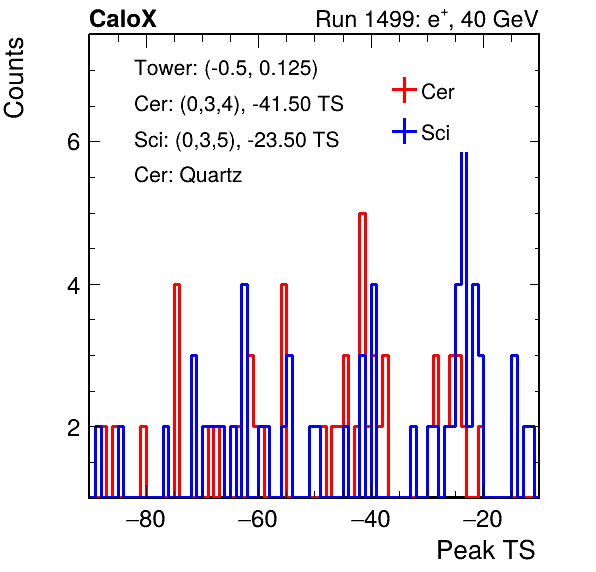 CaloX Run 1499: e+, 40 GeV
Counts
Tower: (-0.5, 0.125)
Cer: (0,3,4), -41.50 TS
Sci: (0,3,5), -23.50 TS
Cer: Quartz
Cer
Sci
6
4
2
−80 −60 −40 −20
Peak TS